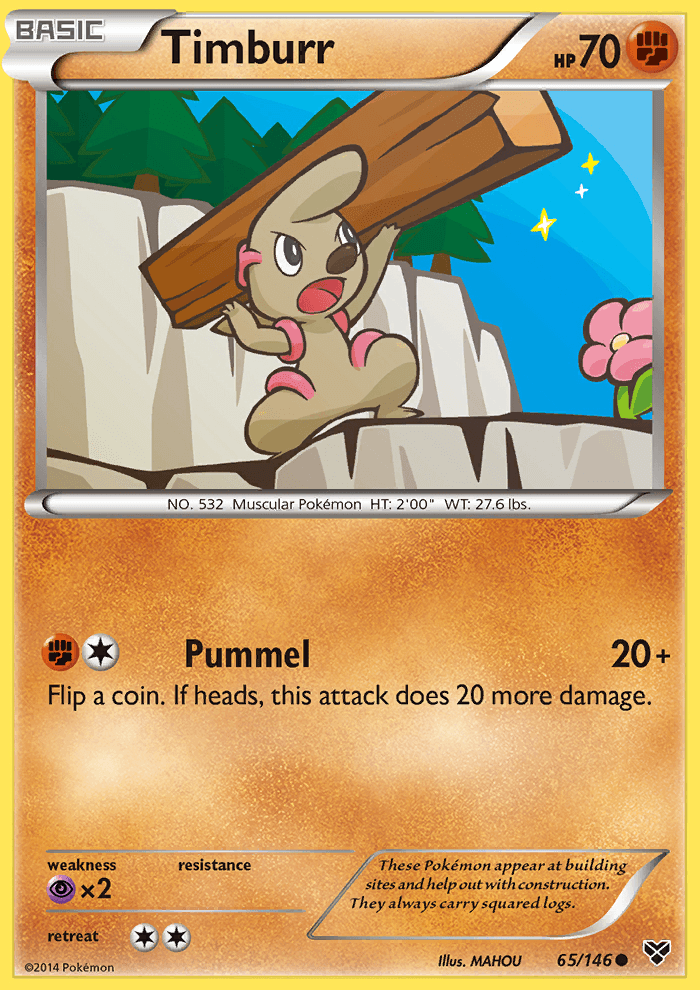 BASIC
Timburr
HP70
NO. 532 Muscular Pokémon HT: 2'00" WT: 27.6 lbs.
Pummel 20+
Flip a coin. If heads, this attack does 20 more damage.
weakness resistance
×2
These Pokémon appear at building
sites and help out with construction.
They always carry squared logs.
retreat
Illus. MAHOU 65/146
©2014 Pokémon